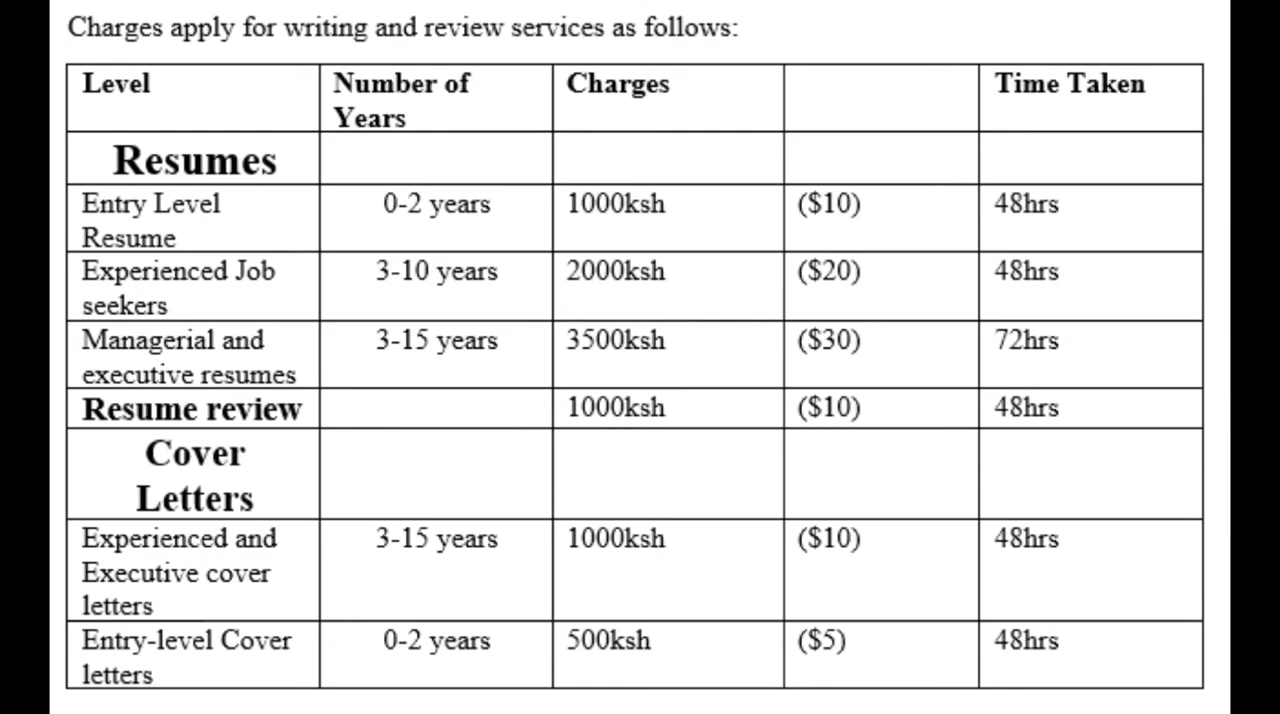 Charges apply for writing and review services as follows:
Level Number of Years Charges Time Taken
Resumes
Entry Level Resume 0-2 years 1000ksh ($10) 48hrs
Experienced Job seekers 3-10 years 2000ksh ($20) 48hrs
Managerial and executive resumes 3-15 years 3500ksh ($30) 72hrs
Resume review 1000ksh ($10) 48hrs
Cover Letters
Experienced and Executive cover letters 3-15 years 1000ksh ($10) 48hrs
Entry-level Cover letters 0-2 years 500ksh ($5) 48hrs